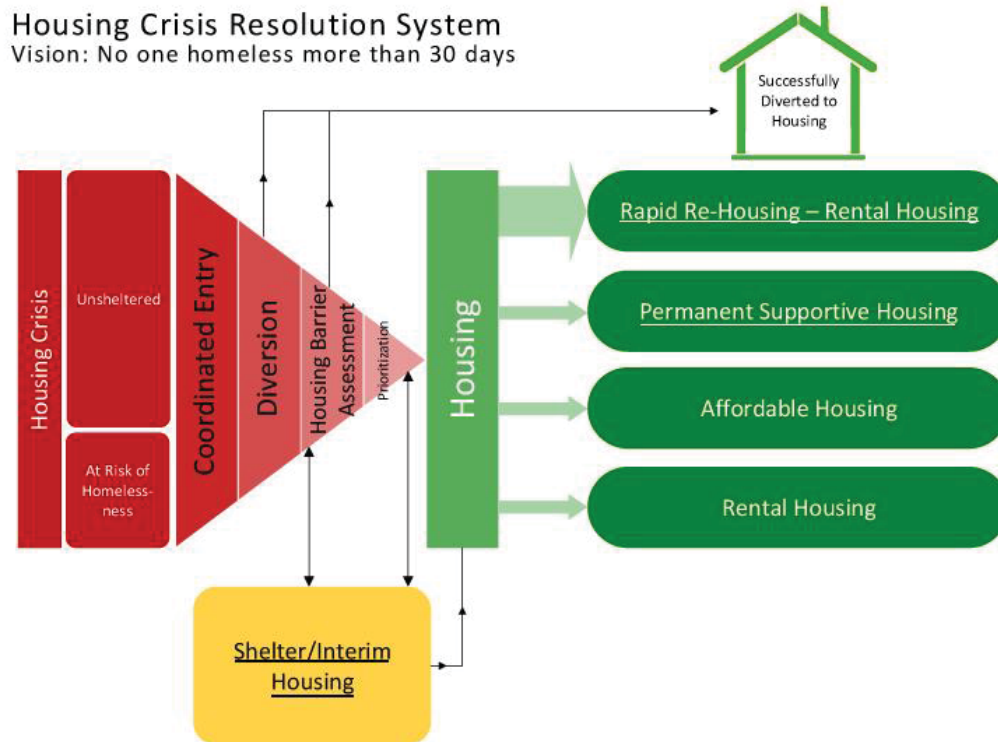 Housing Crisis Resolution System
Vision: No one homeless more than 30 days
Successfully
Diverted to
Housing
Housing Crisis
Unsheltered
At Risk of
Homeless-
ness
Coordinated Entry
Diversion
Housing Barrier
Assessment
Prioritization
Housing
Rapid Re-Housing – Rental Housing
Permanent Supportive Housing
Affordable Housing
Rental Housing
Shelter/Interim
Housing